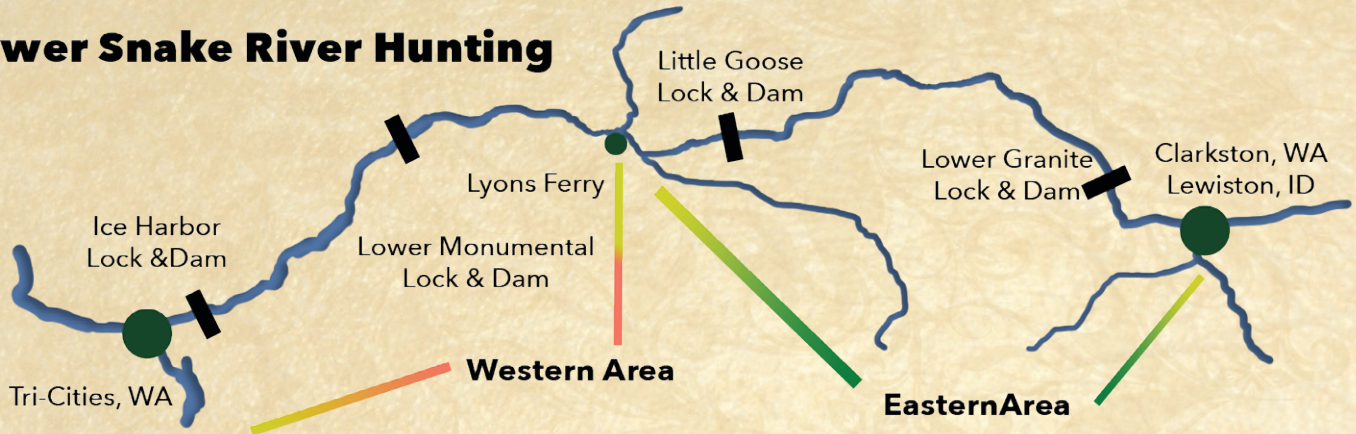 wer Snake River Hunting
Little Goose
Lock & Dam
Lower Granite
Lock & Dam
Clarkston, WA
Lewiston, ID
Lyons Ferry
Ice Harbor
Lock &Dam
Lower Monumental
Lock & Dam
Tri-Cities, WA
Western Area
EasternArea